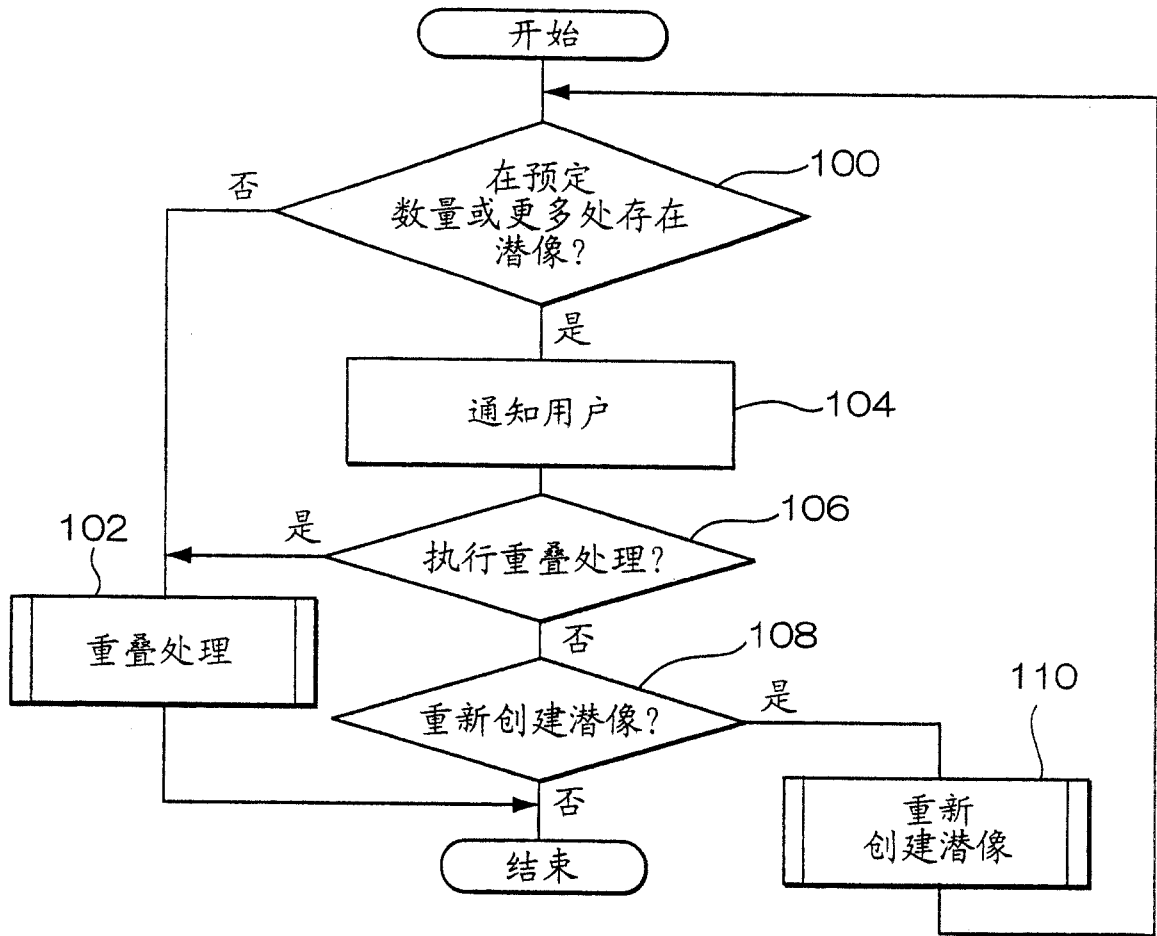 开始
在预定
数量或更多处存在
潜像?
100
否
是
通知用户
104
执行重叠处理?
106
是
102
重叠处理
否
重新创建潜像?
108
是
110
重新
创建潜像
否
结束